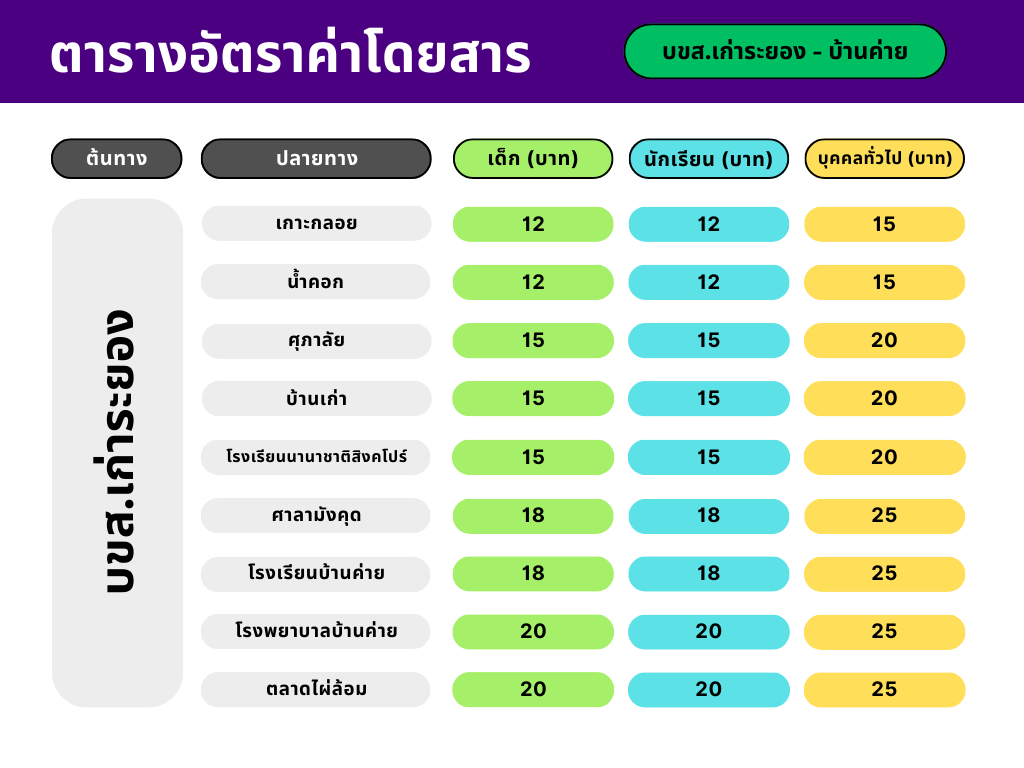 ตารางอัตราค่าโดยสาร
บขส.เก่าระยอง - บ้านค่าย
ต้นทาง ปลายทาง เด็ก (บาท) นักเรียน (บาท) บุคคลทั่วไป (บาท)
บขส.เก่าระยอง
เกาะกลอย 12 12 15
น้ำคอก 12 12 15
ศุภาลัย 15 15 20
บ้านเก่า 15 15 20
โรงเรียนนานาชาติสิงคโปร์ 15 15 20
ศาลามังคุด 18 18 25
โรงเรียนบ้านค่าย 18 18 25
โรงพยาบาลบ้านค่าย 20 20 25
ตลาดไผ่ล้อม 20 20 25